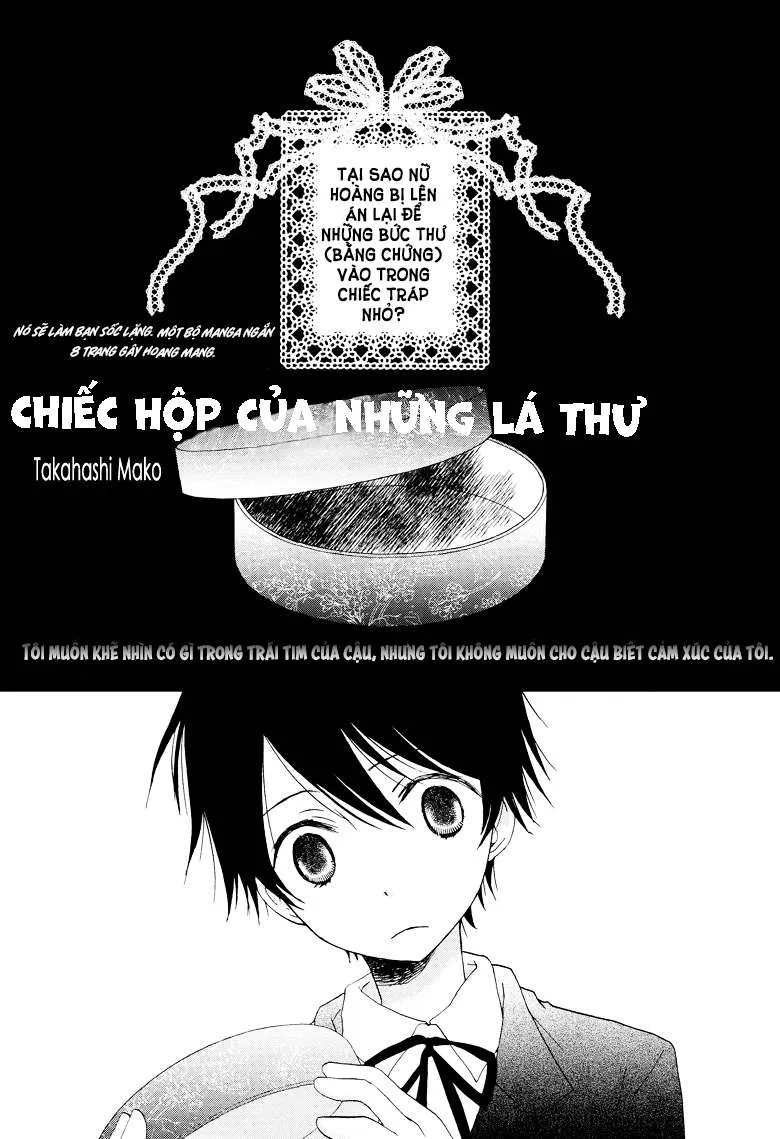 TẠI SAO NỮ
HOÀNG BỊ LÊN
ÁN LẠI ĐỂ
NHỮNG BỨC THƯ
(BẰNG CHỨNG)
VÀO TRONG
CHIẾC TRÁP
NHỎ?
NÓ SẼ LÀM BẠN SỐC LẶNG. MỘT BỘ MANGA NGẮN
8 TRANG GÂY HOANG MANG.
CHIẾC HỘP CỦA NHỮNG LÁ THƯ
Takahashi Mako
TÔI MUỐN KHẼ NHÌN CÓ GÌ TRONG TRÁI TIM CỦA CẬU, NHƯNG TÔI KHÔNG MUỐN CHO CẬU BIẾT CẢM XÚC CỦA TÔI.